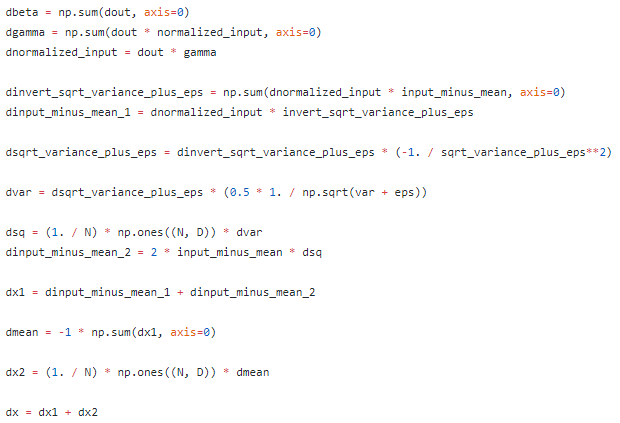 dbeta = np.sum(dout, axis=0)
dgamma = np.sum(dout * normalized_input, axis=0)
dnormalized_input = dout * gamma
dinvert_sqrt_variance_plus_eps = np.sum(dnormalized_input * input_minus_mean, axis=0)
dinput_minus_mean_1 = dnormalized_input * invert_sqrt_variance_plus_eps
dsqrt_variance_plus_eps = dinvert_sqrt_variance_plus_eps * (-1. / sqrt_variance_plus_eps**2)
dvar = dsqrt_variance_plus_eps * (0.5 * 1. / np.sqrt(var + eps))
dsq = (1. / N) * np.ones((N, D)) * dvar
dinput_minus_mean_2 = 2 * input_minus_mean * dsq
dx1 = dinput_minus_mean_1 + dinput_minus_mean_2
dmean = -1 * np.sum(dx1, axis=0)
dx2 = (1. / N) * np.ones((N, D)) * dmean
dx = dx1 + dx2